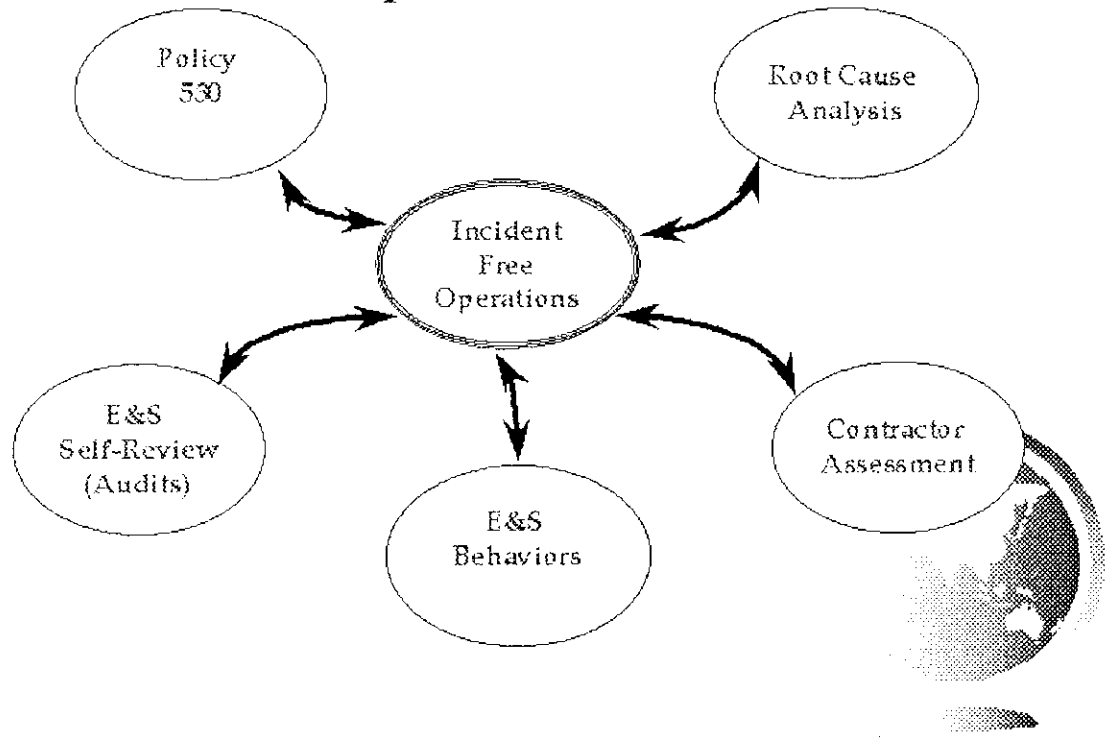 Policy
530
Root Cause
Analysis
Incident
Free
Operations
E&S
Self-Review
(Audits)
E&S
Behaviors
Contractor
Assessment